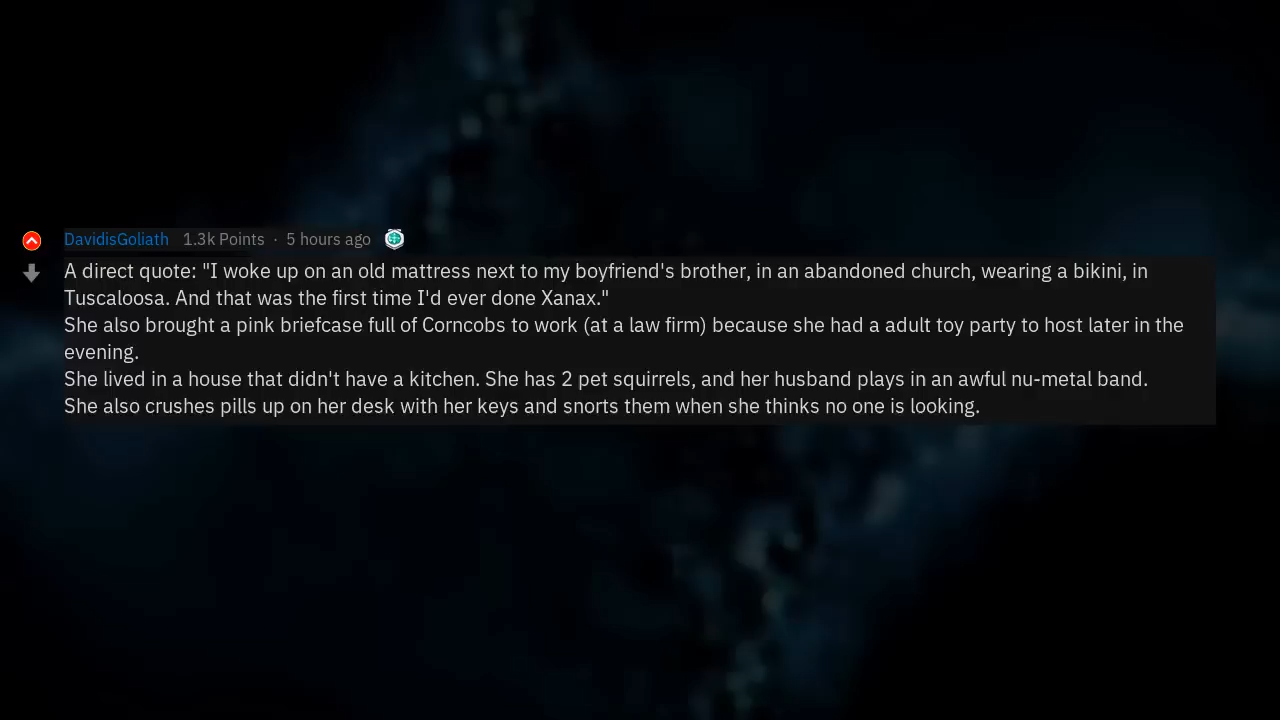 DavidisGoliath 1.3k Points · 5 hours ago
A direct quote: "I woke up on an old mattress next to my boyfriend's brother, in an abandoned church, wearing a bikini, in
Tuscaloosa. And that was the first time I'd ever done Xanax."
She also brought a pink briefcase full of Corncobs to work (at a law firm) because she had a adult toy party to host later in the
evening.
She lived in a house that didn't have a kitchen. She has 2 pet squirrels, and her husband plays in an awful nu-metal band.
She also crushes pills up on her desk with her keys and snorts them when she thinks no one is looking.